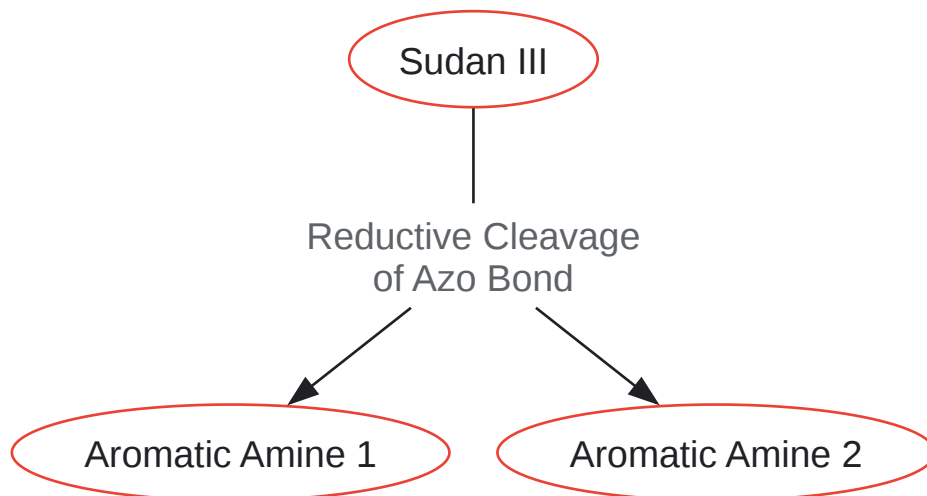 Sudan III
Reductive Cleavage
of Azo Bond
Aromatic Amine 1
Aromatic Amine 2